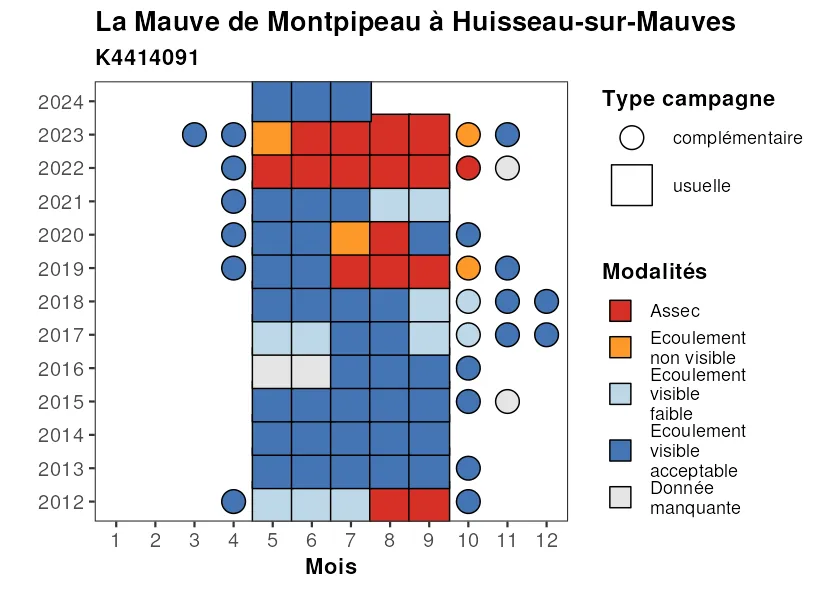 La Mauve de Montpipeau à Huisseau-sur-Mauves
K4414091
2024
2023
2022
2021
2020
2019
2018
2017
2016
2015
2014
2013
2012
1 2 3 4 5 6 7 8 9 10 11 12
Mois
Type campagne
complémentaire
usuelle
Modalités
Assec
Ecoulement
non visible
Ecoulement
visible
faible
Ecoulement
visible
acceptable
Donnée
manquante